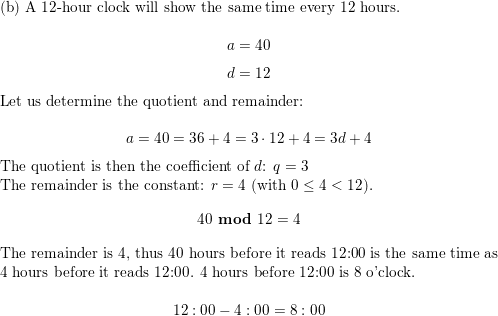 (b) A 12-hour clock will show the same time every 12 hours.
a = 40
d = 12
Let us determine the quotient and remainder:
a = 40 = 36 + 4 = 3 · 12 + 4 = 3d + 4
The quotient is then the coefficient of d: q = 3
The remainder is the constant: r = 4 (with 0 ≤ 4 < 12).
40 mod 12 = 4
The remainder is 4, thus 40 hours before it reads 12:00 is the same time as
4 hours before it reads 12:00. 4 hours before 12:00 is 8 o'clock.
12 : 00 − 4 : 00 = 8 : 00